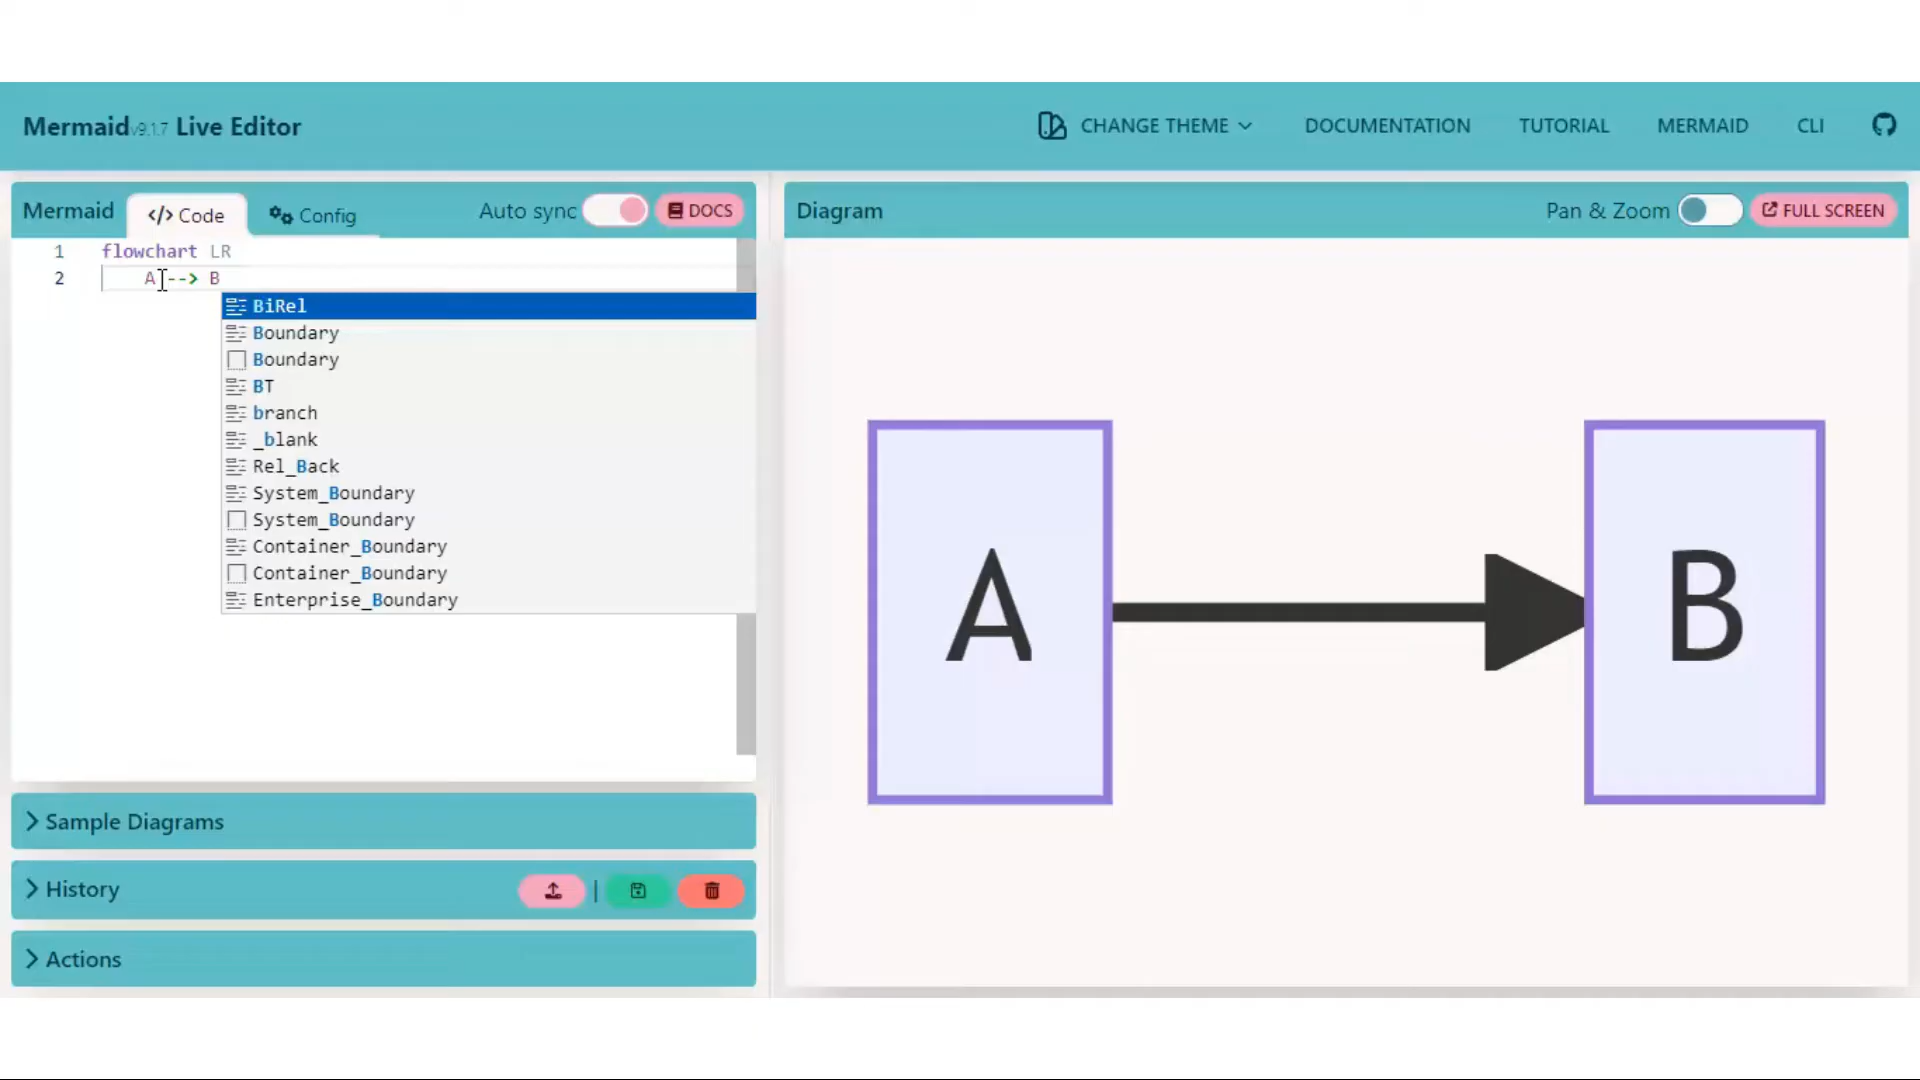 Mermaidv9.1.7 Live Editor
CHANGE THEME
DOCUMENTATION
TUTORIAL
MERMAID
CLI
Mermaid
</> Code
Config
Auto sync
DOCS
1 flowchart LR
2 A --> B
BiRel
Boundary
Boundary
BT
branch
_blank
Rel_Back
System_Boundary
System_Boundary
Container_Boundary
Container_Boundary
Enterprise_Boundary
Sample Diagrams
History
|
Actions
Diagram
Pan & Zoom
FULL SCREEN
A
B